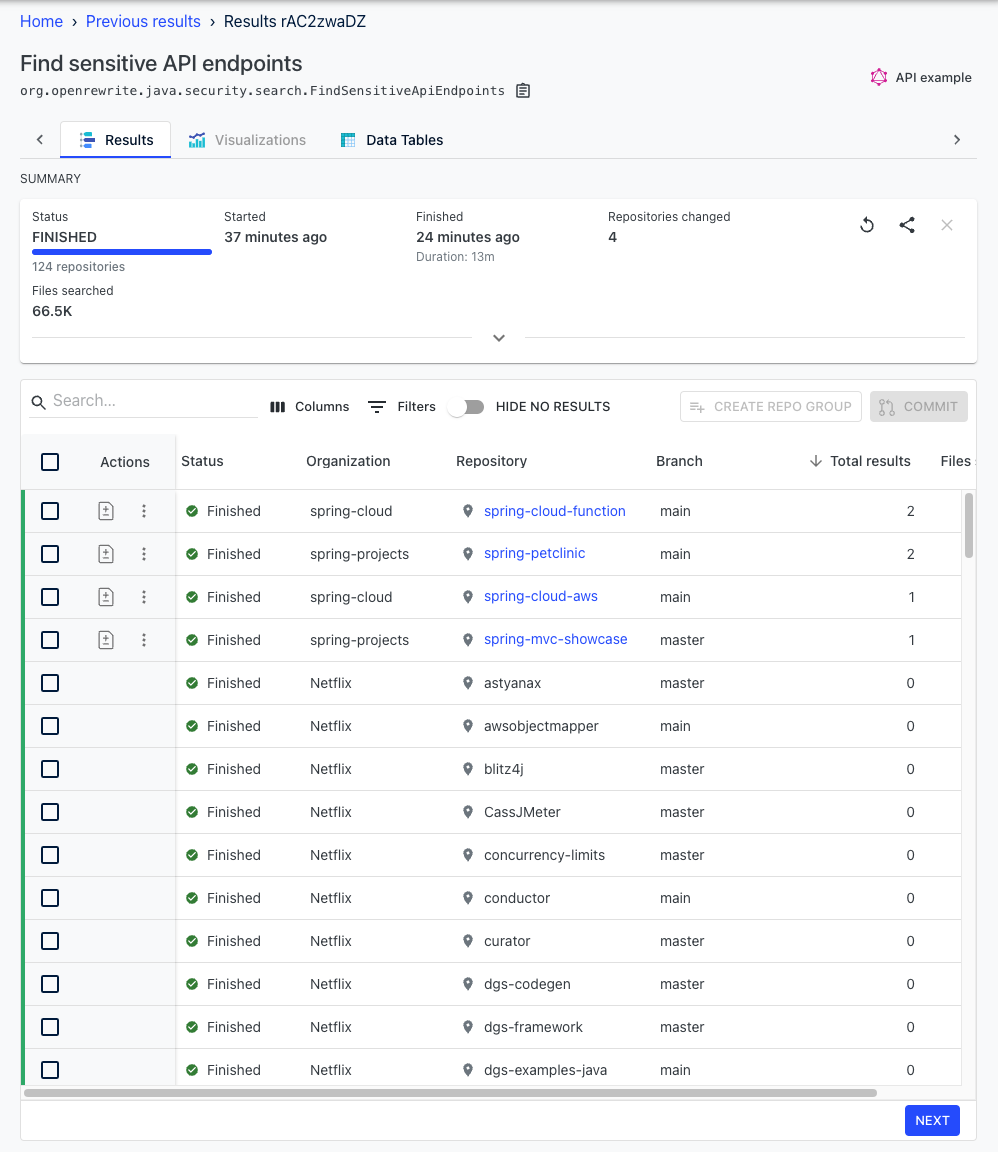 Home › Previous results › Results rAC2zwaDZ
Find sensitive API endpoints
org.openrewrite.java.security.search.FindSensitiveApiEndpoints
API example
Results Visualizations Data Tables
SUMMARY
Status Started Finished Repositories changed
FINISHED 37 minutes ago 24 minutes ago 4
124 repositories Duration: 13m
Files searched
66.5K
Search... Columns Filters HIDE NO RESULTS CREATE REPO GROUP COMMIT
Actions Status Organization Repository Branch Total results Files
Finished spring-cloud spring-cloud-function main 2
Finished spring-projects spring-petclinic main 2
Finished spring-cloud spring-cloud-aws main 1
Finished spring-projects spring-mvc-showcase master 1
Finished Netflix astyanax master 0
Finished Netflix awsobjectmapper main 0
Finished Netflix blitz4j master 0
Finished Netflix CassJMeter master 0
Finished Netflix concurrency-limits master 0
Finished Netflix conductor main 0
Finished Netflix curator master 0
Finished Netflix dgs-codegen master 0
Finished Netflix dgs-framework master 0
Finished Netflix dgs-examples-java main 0
NEXT